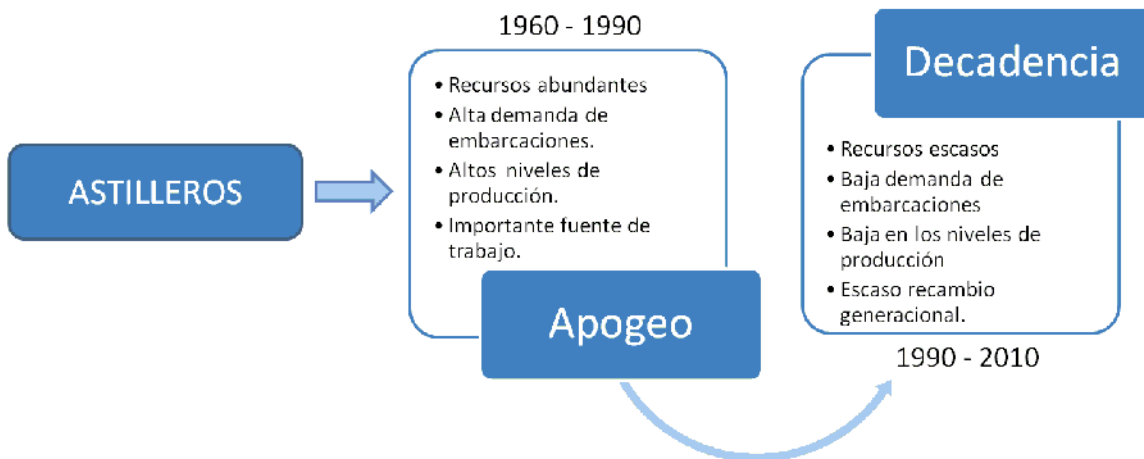 ASTILLEROS
1960 - 1990
• Recursos abundantes
• Alta demanda de
embarcaciones.
• Altos niveles de
producción.
• Importante fuente de
trabajo.
Apogeo
Decadencia
• Recursos escasos
• Baja demanda de
embarcaciones
• Baja en los niveles de
producción
• Escaso recambio
generacional.
1990 - 2010